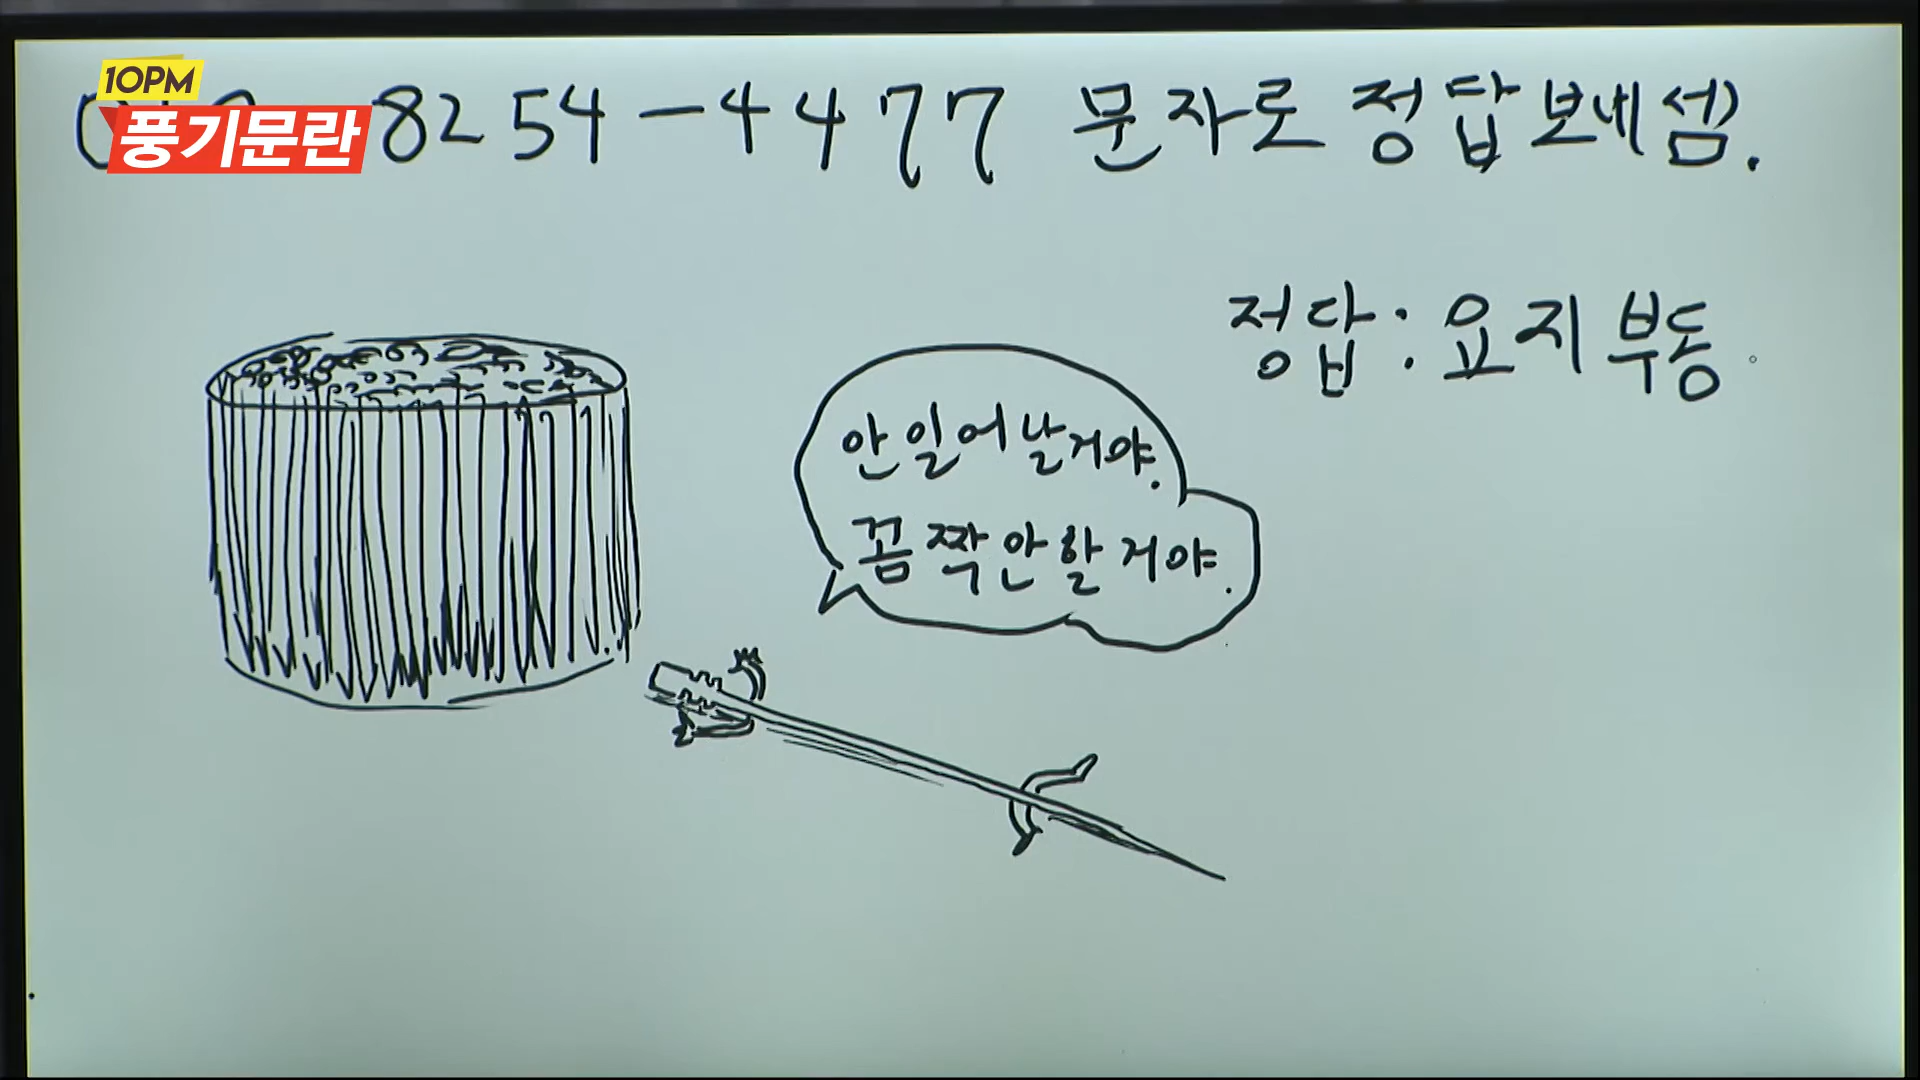 10PM
풍기문란
8254-4477 문자로 정답 보내셈.
정답: 요지부동
안 일어날거야.
꼼짝 안 할 거야.